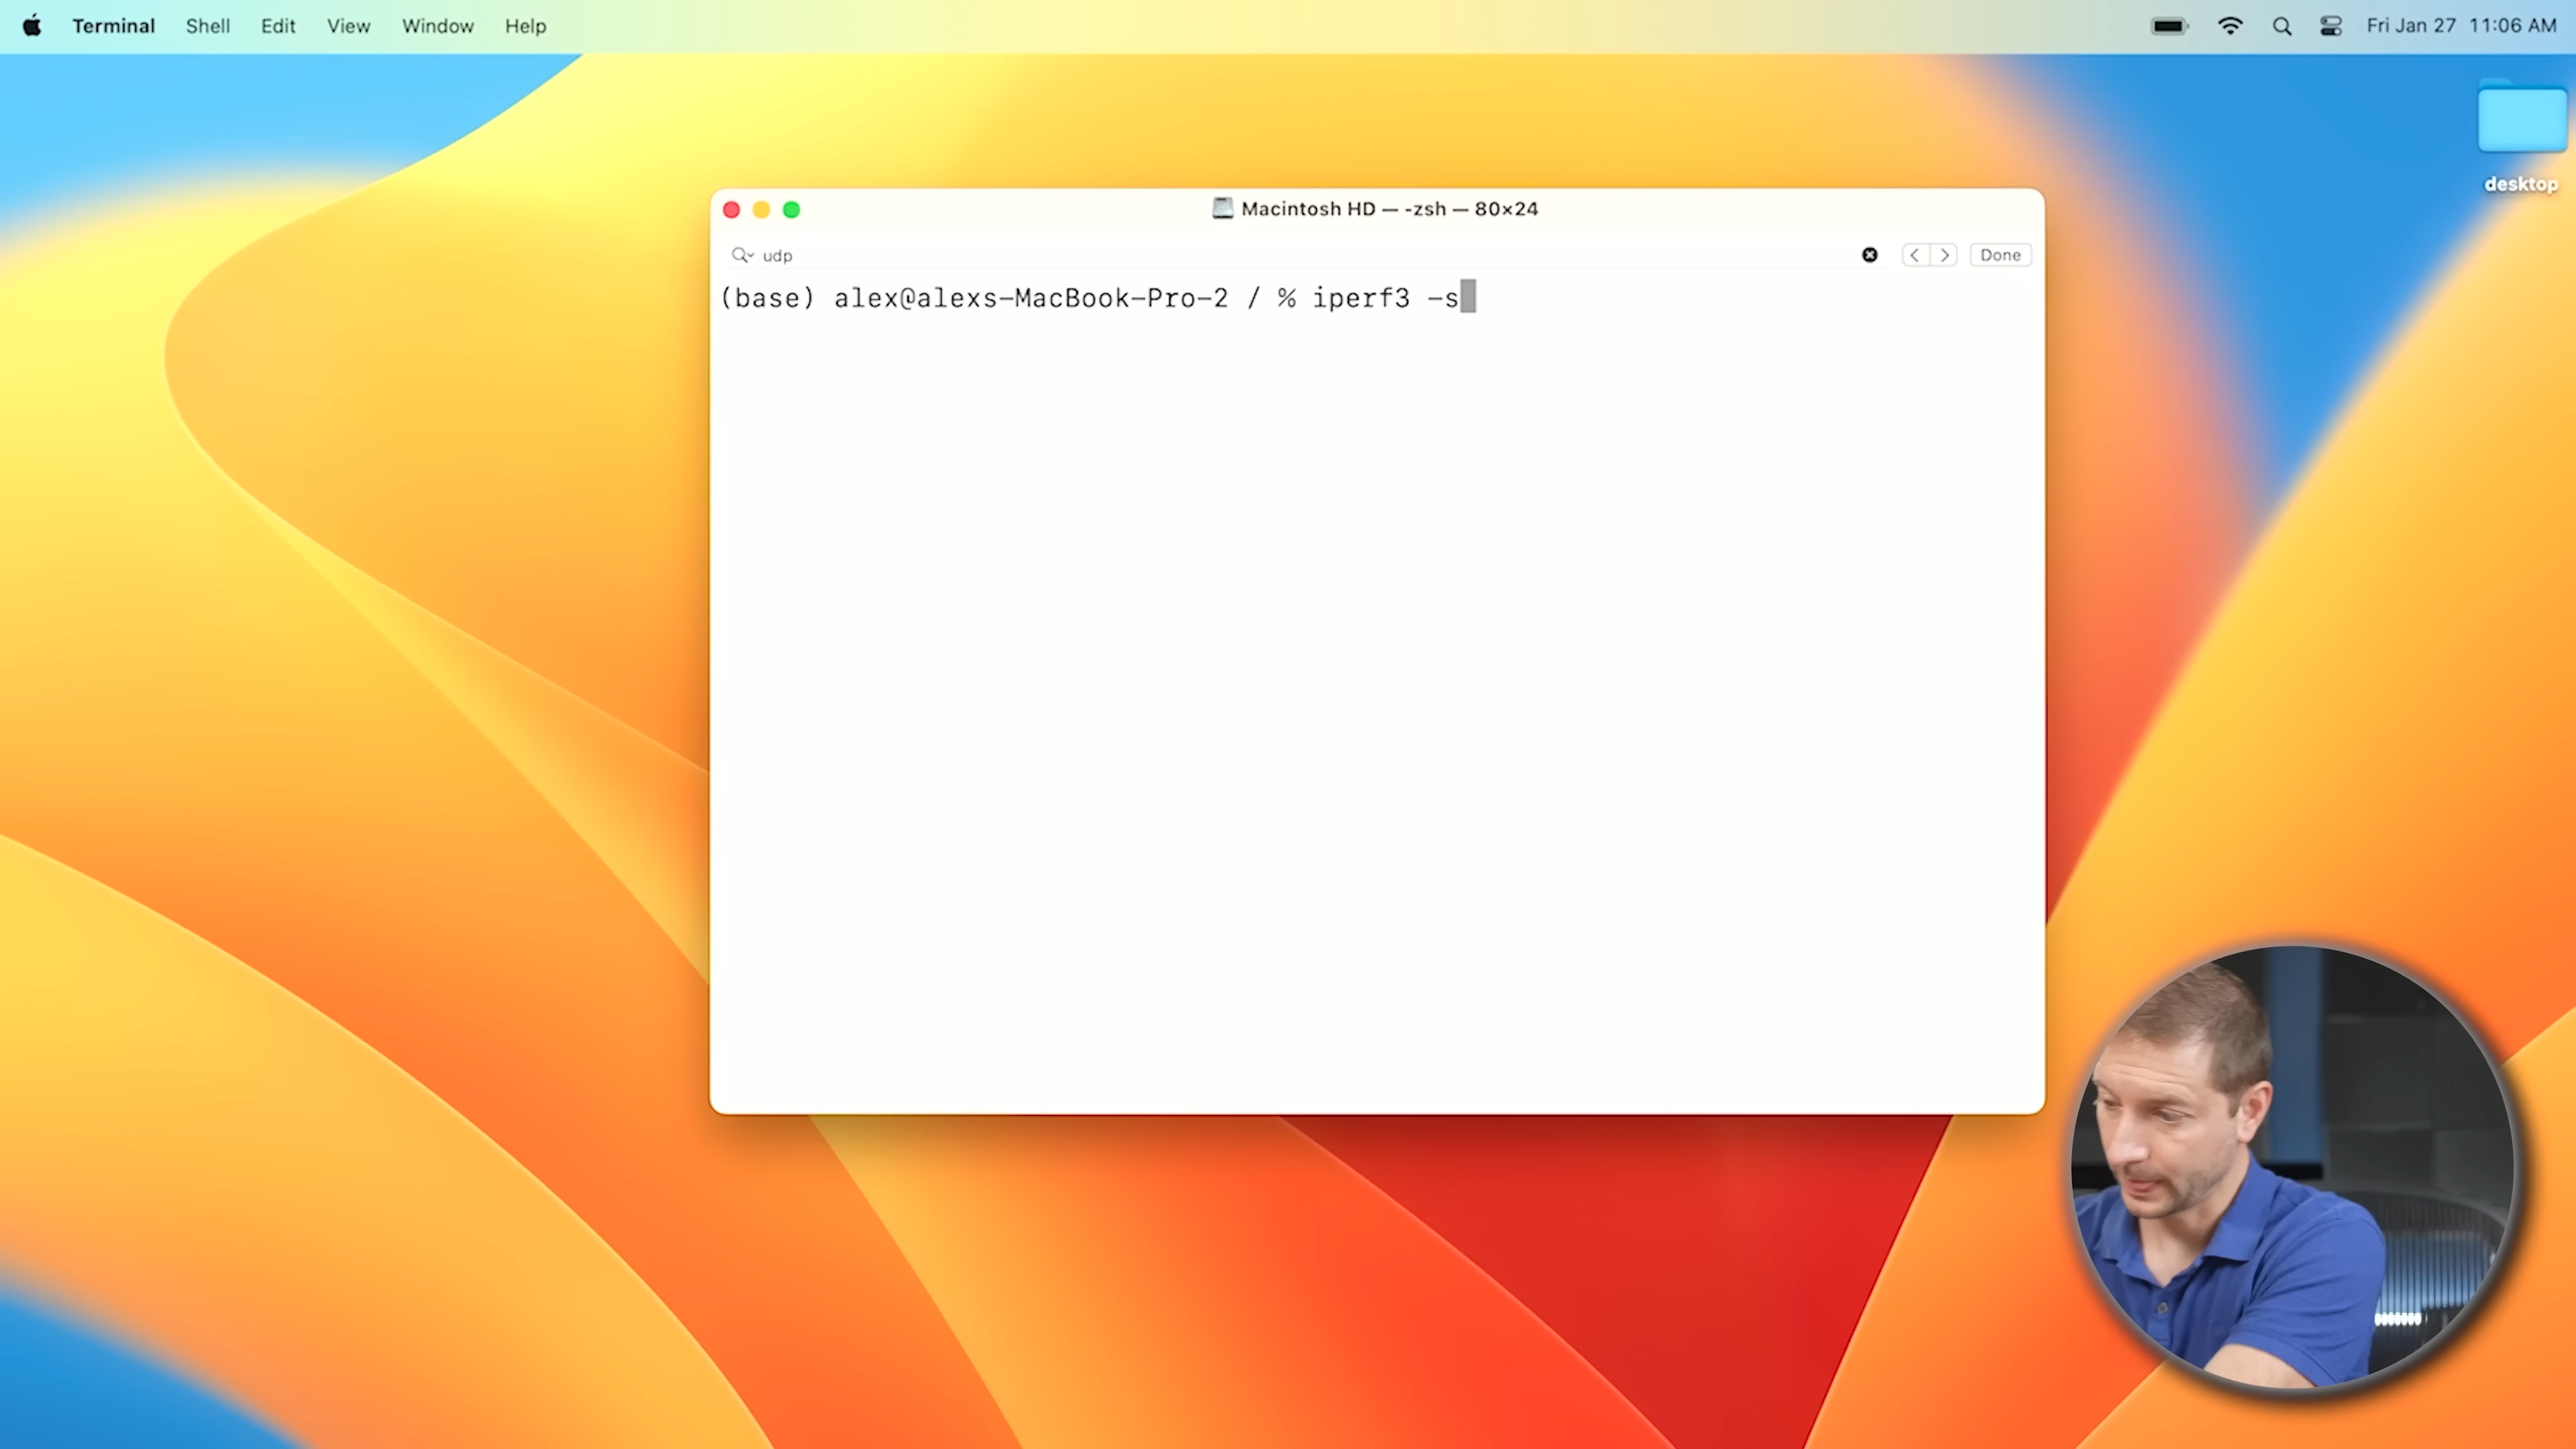 Terminal Shell Edit View Window Help Fri Jan 27 11:06 AM
desktop
Macintosh HD — -zsh — 80×24
udp Done
(base) alex@alexs-MacBook-Pro-2 / % iperf3 -s